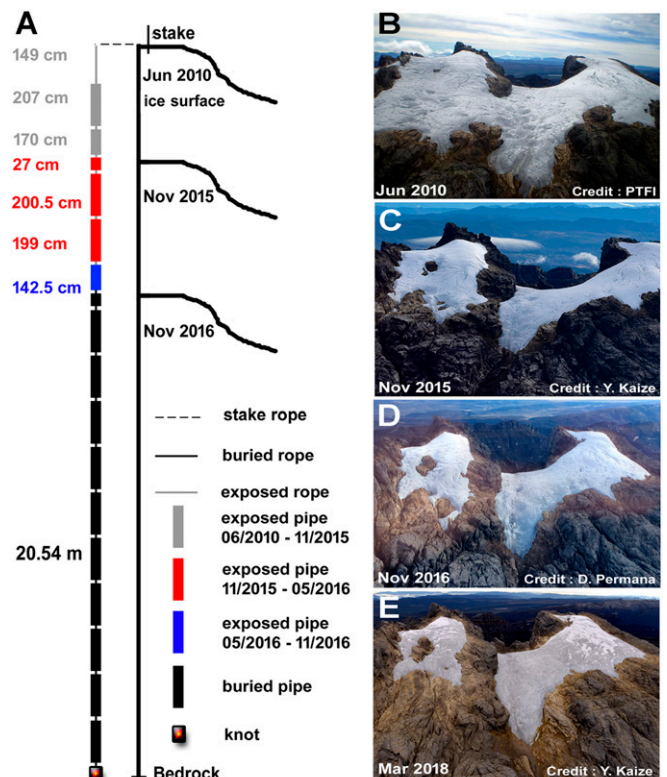 A
stake
149 cm
Jun 2010
ice surface
207 cm
170 cm
27 cm
200.5 cm
Nov 2015
199 cm
142.5 cm
Nov 2016
stake rope
buried rope
exposed rope
exposed pipe
06/2010 - 11/2015
20.54 m
exposed pipe
11/2015 - 05/2016
exposed pipe
05/2016 - 11/2016
buried pipe
knot
Bedrock
B
Jun 2010
Credit : PTFI
C
Nov 2015
Credit : Y. Kaize
D
Nov 2016
Credit : D. Permana
E
Mar 2018
Credit : Y. Kaize